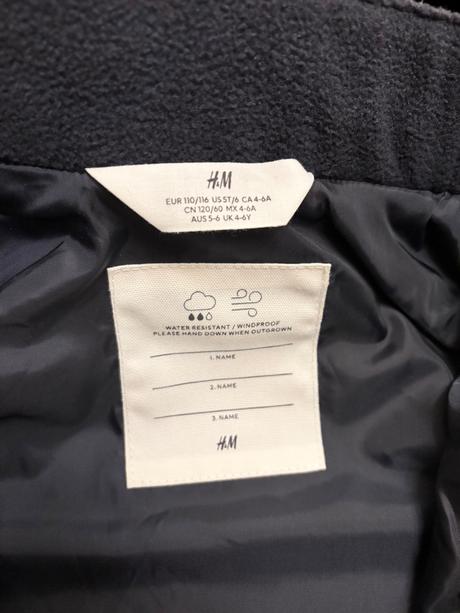 H&M
EUR 110/116 US 5T/6 CA 4-6A
CN 120/60 MX 4-6A
AUS 5-6 UK 4-6Y
WATER RESISTANT / WINDPROOF
PLEASE HAND DOWN WHEN OUTGROWN
1. NAME
2. NAME
3. NAME
H&M